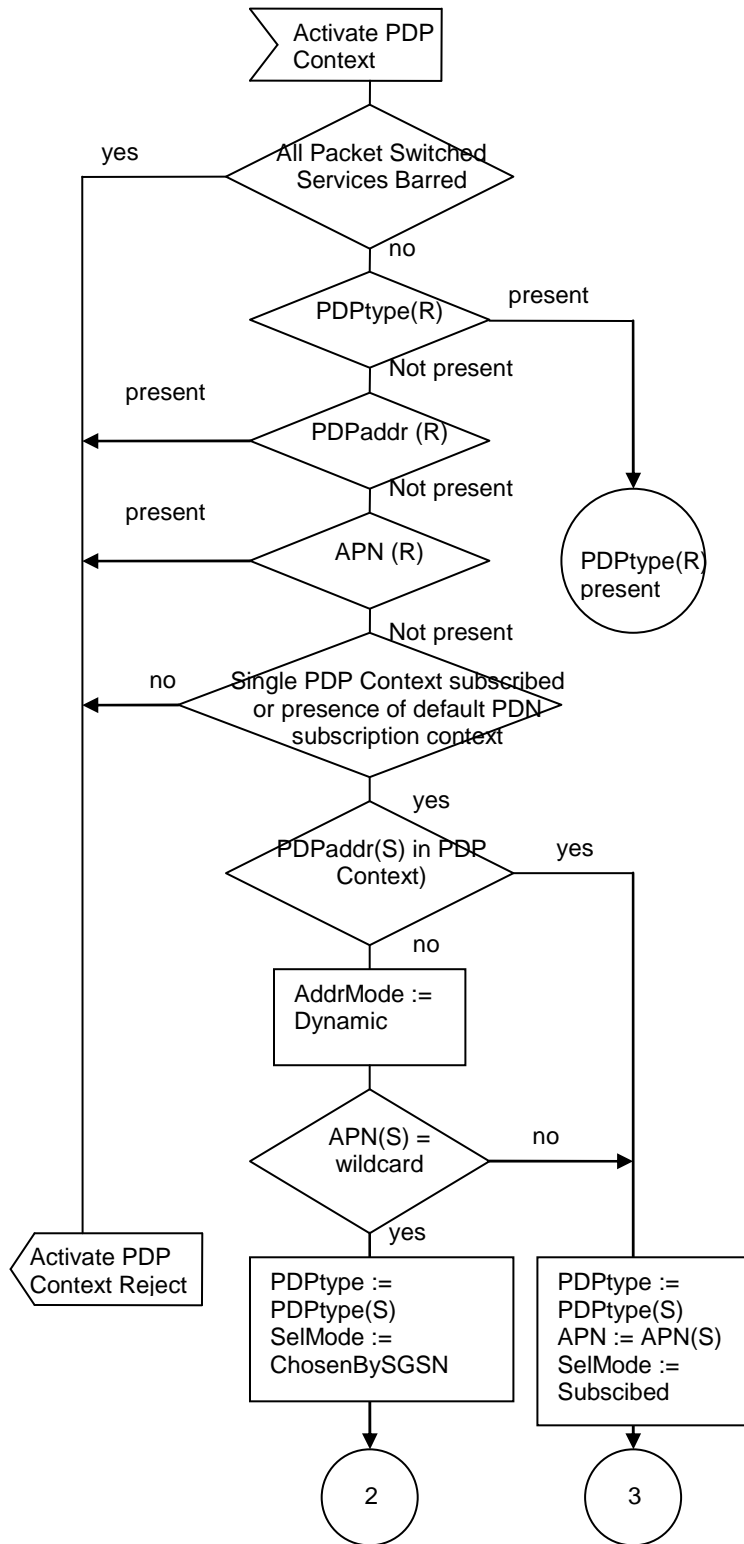 Activate PDP
Context
yes
All Packet Switched
Services Barred
no
PDPtype(R)
present
Not present
present
PDPaddr (R)
Not present
present
APN (R)
PDPtype(R)
present
Not present
no
Single PDP Context subscribed
or presence of default PDN
subscription context
yes
PDPaddr(S) in PDP
Context)
yes
no
AddrMode :=
Dynamic
APN(S) =
wildcard
no
yes
Activate PDP
Context Reject
PDPtype :=
PDPtype(S)
SelMode :=
ChosenBySGSN
PDPtype :=
PDPtype(S)
APN := APN(S)
SelMode :=
Subscibed
2
3